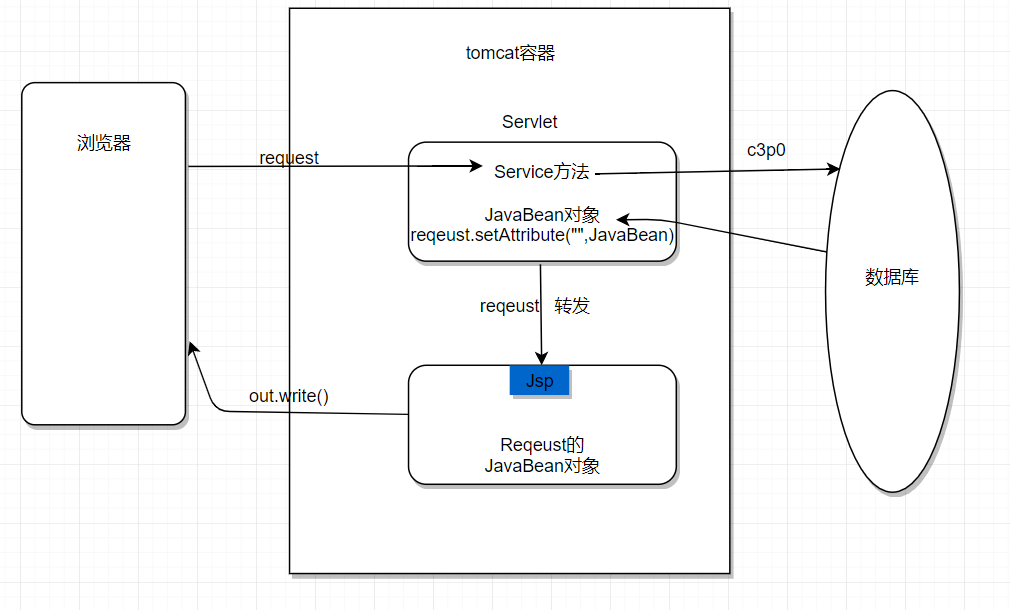 tomcat容器
浏览器
Servlet
request
Service方法
c3p0
JavaBean对象
reqeust.setAttribute("",JavaBean)
数据库
reqeust 转发
Jsp
out.write()
Reqeust的
JavaBean对象